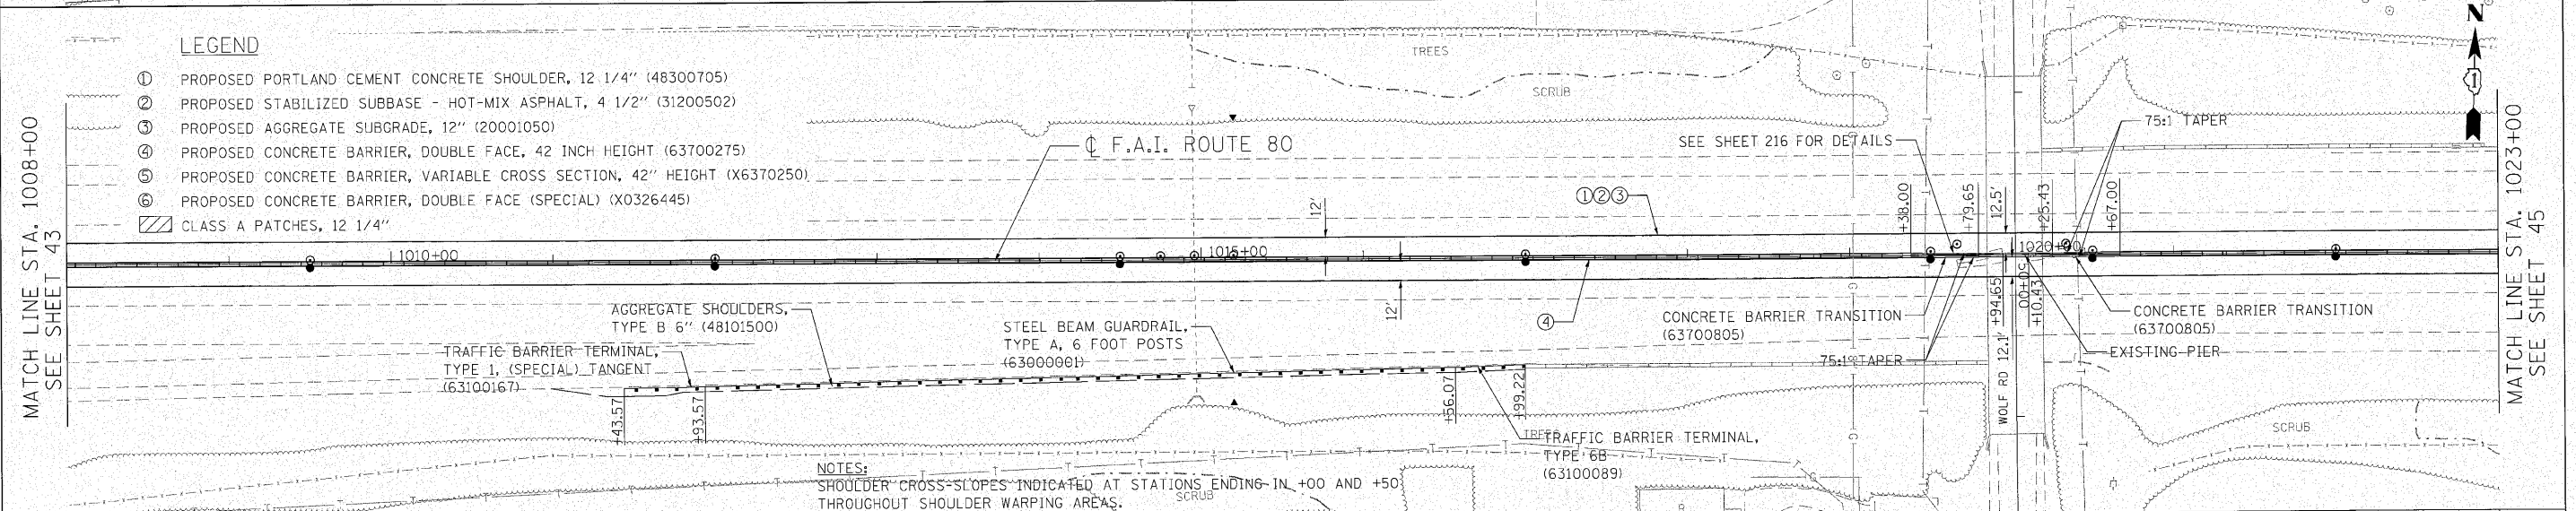 LEGEND
① PROPOSED PORTLAND CEMENT CONCRETE SHOULDER, 12 1/4" (48300705)
② PROPOSED STABILIZED SUBBASE - HOT-MIX ASPHALT, 4 1/2" (31200502)
③ PROPOSED AGGREGATE SUBGRADE, 12" (20001050)
④ PROPOSED CONCRETE BARRIER, DOUBLE FACE, 42 INCH HEIGHT (63700275)
⑤ PROPOSED CONCRETE BARRIER, VARIABLE CROSS SECTION, 42" HEIGHT (X6370250)
⑥ PROPOSED CONCRETE BARRIER, DOUBLE FACE (SPECIAL) (X0326445)
CLASS A PATCHES, 12 1/4"
MATCH LINE STA. 1008+00
SEE SHEET 43
TREES
SCRUB
℄ F.A.I. ROUTE 80
SEE SHEET 216 FOR DETAILS
75:1 TAPER
N
1
①②③
12'
+38.00
+79.65
12.5'
+25.43
+67.00
1010+00
1015+00
1020+00
12'
④
AGGREGATE SHOULDERS,
TYPE B 6" (48101500)
STEEL BEAM GUARDRAIL,
TYPE A, 6 FOOT POSTS
(63000001)
TRAFFIC BARRIER TERMINAL,
TYPE 1, (SPECIAL) TANGENT
(63100167)
+43.57
+93.57
+56.07
+99.22
CONCRETE BARRIER TRANSITION
(63700805)
75:1 TAPER
+94.65
+10.43
12.1'
WOLF RD
CONCRETE BARRIER TRANSITION
(63700805)
EXISTING PIER
TREES
TRAFFIC BARRIER TERMINAL,
TYPE 6B
(63100089)
SCRUB
NOTES:
SHOULDER CROSS-SLOPES INDICATED AT STATIONS ENDING IN +00 AND +50
THROUGHOUT SHOULDER WARPING AREAS.
SCRUB
MATCH LINE STA. 1023+00
SEE SHEET 45